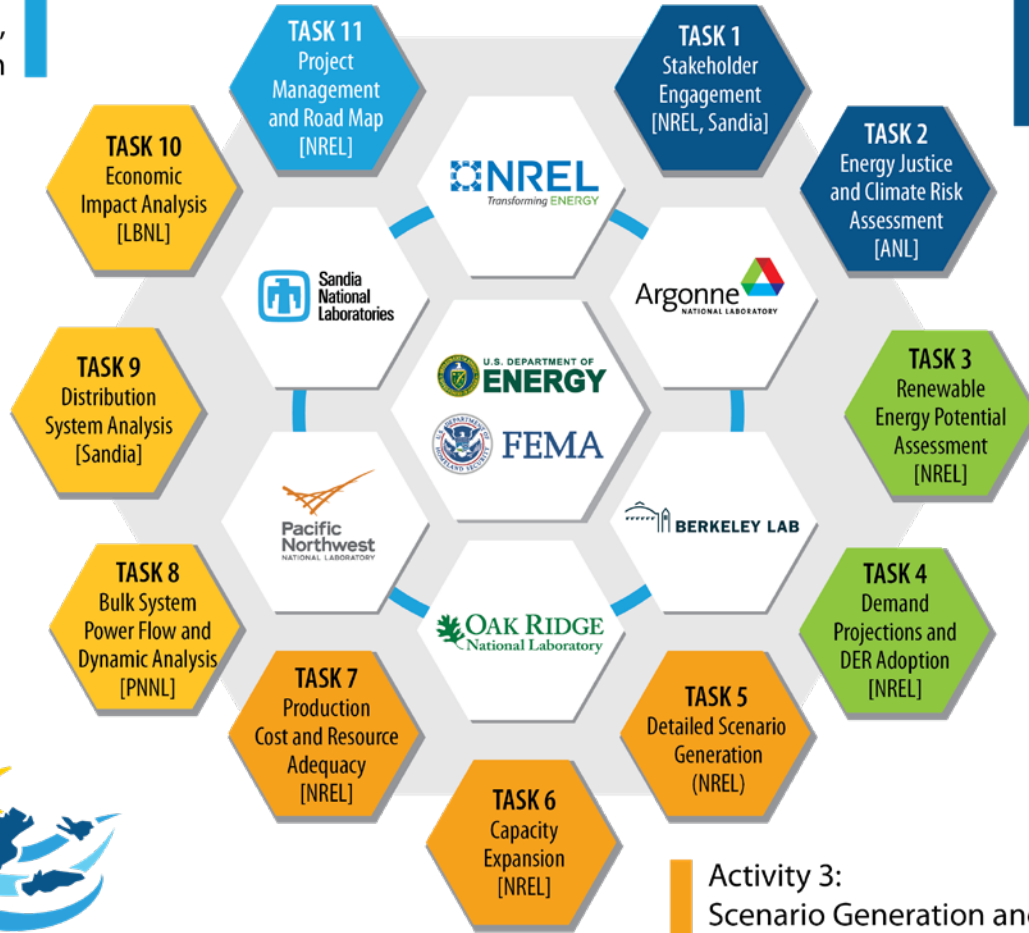 TASK 11
Project
Management
and Road Map
[NREL]
TASK 1
Stakeholder
Engagement
[NREL, Sandia]
TASK 10
Economic
Impact Analysis
[LBNL]
TASK 2
Energy Justice
and Climate Risk
Assessment
[ANL]
NREL
Transforming ENERGY
Sandia
National
Laboratories
Argonne
NATIONAL LABORATORY
TASK 9
Distribution
System Analysis
[Sandia]
U.S. DEPARTMENT OF
ENERGY
FEMA
TASK 3
Renewable
Energy Potential
Assessment
[NREL]
Pacific
Northwest
NATIONAL LABORATORY
BERKELEY LAB
TASK 8
Bulk System
Power Flow and
Dynamic Analysis
[PNNL]
OAK RIDGE
National Laboratory
TASK 4
Demand
Projections and
DER Adoption
[NREL]
TASK 7
Production
Cost and Resource
Adequacy
[NREL]
TASK 5
Detailed Scenario
Generation
(NREL)
TASK 6
Capacity
Expansion
[NREL]
Activity 3:
Scenario Generation and